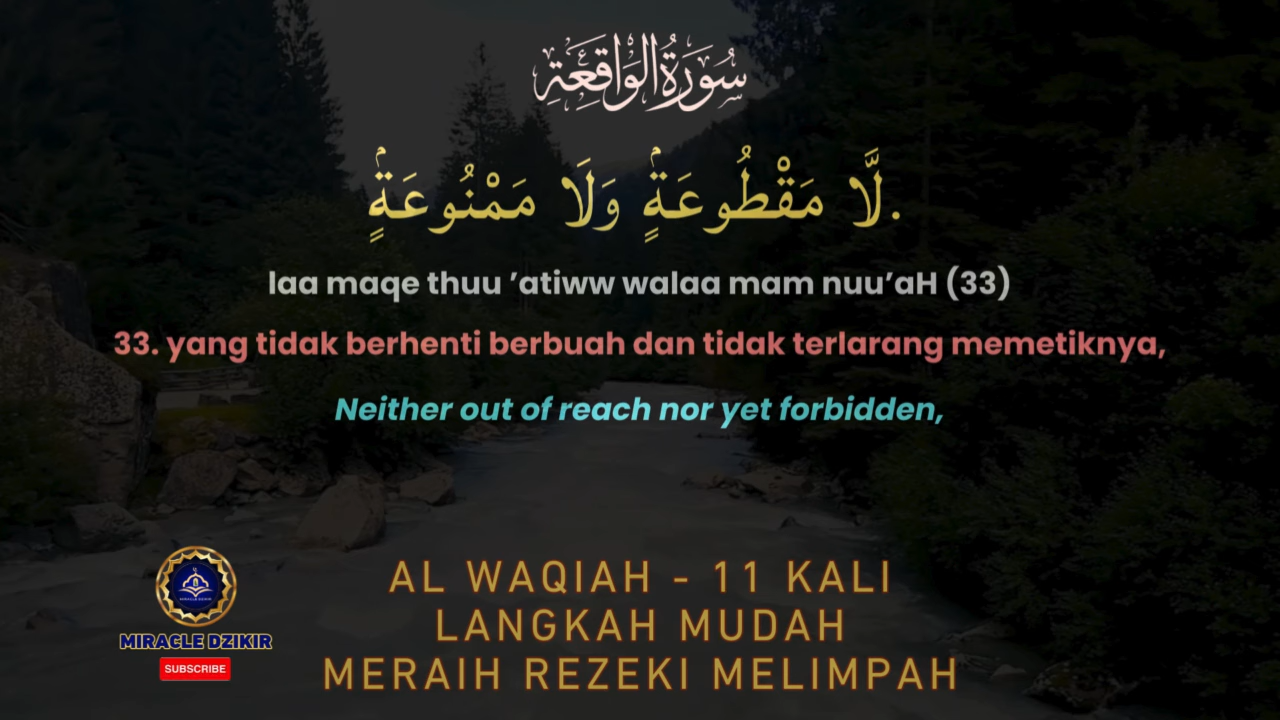 سُورَةُ الوَاقِعَةِ
لَّا مَقْطُوعَةٍۢ وَلَا مَمْنُوعَةٍۢ.
laa maqe thuu ’atiww walaa mam nuu’aH (33)
33. yang tidak berhenti berbuah dan tidak terlarang memetiknya,
Neither out of reach nor yet forbidden,
AL WAQIAH - 11 KALI
LANGKAH MUDAH
MERAIH REZEKI MELIMPAH
MIRACLE DZIKIR
MIRACLE DZIKIR
SUBSCRIBE